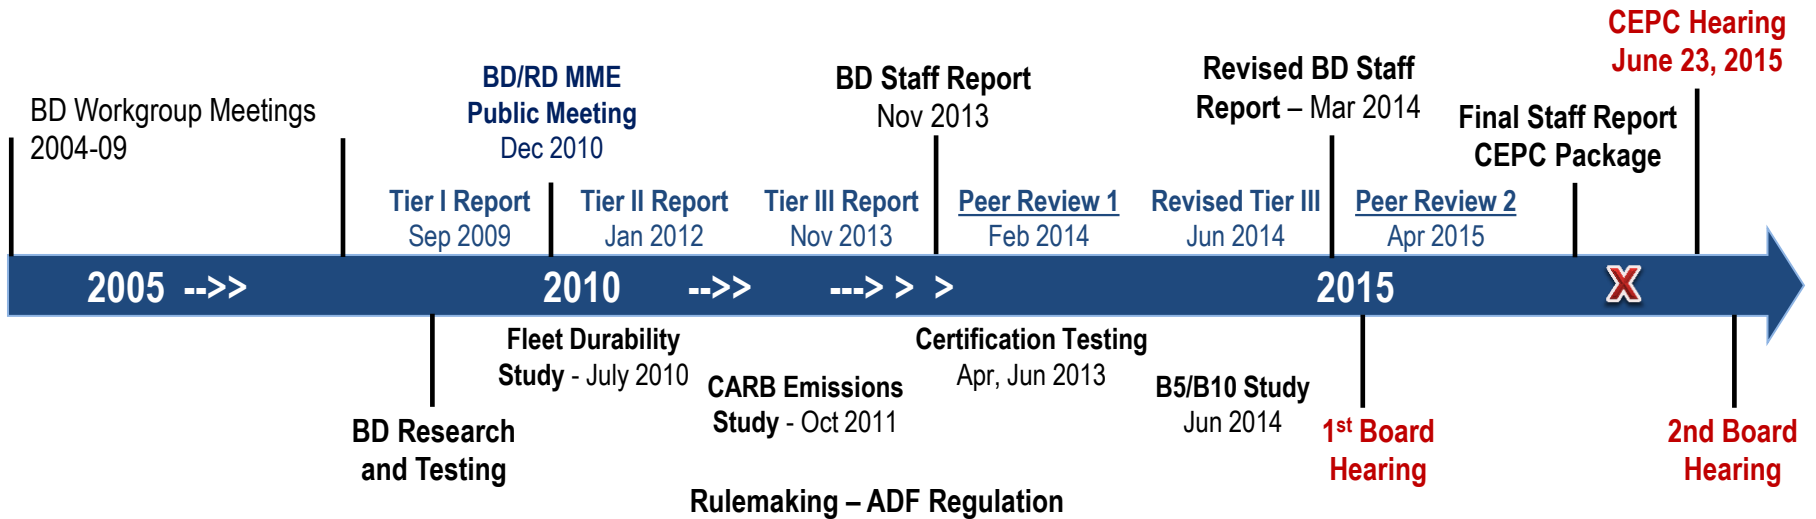 CEPC Hearing
June 23, 2015
BD/RD MME
Public Meeting
Dec 2010
BD Staff Report
Nov 2013
Revised BD Staff
Report – Mar 2014
BD Workgroup Meetings
2004-09
Final Staff Report
CEPC Package
Tier I Report
Sep 2009
Tier II Report
Jan 2012
Tier III Report
Nov 2013
Peer Review 1
Feb 2014
Revised Tier III
Jun 2014
Peer Review 2
Apr 2015
2005 -->> 2010 -->> ---> > > 2015 X
Fleet Durability
Study - July 2010
CARB Emissions
Study - Oct 2011
Certification Testing
Apr, Jun 2013
B5/B10 Study
Jun 2014
BD Research
and Testing
1st Board
Hearing
2nd Board
Hearing
Rulemaking – ADF Regulation